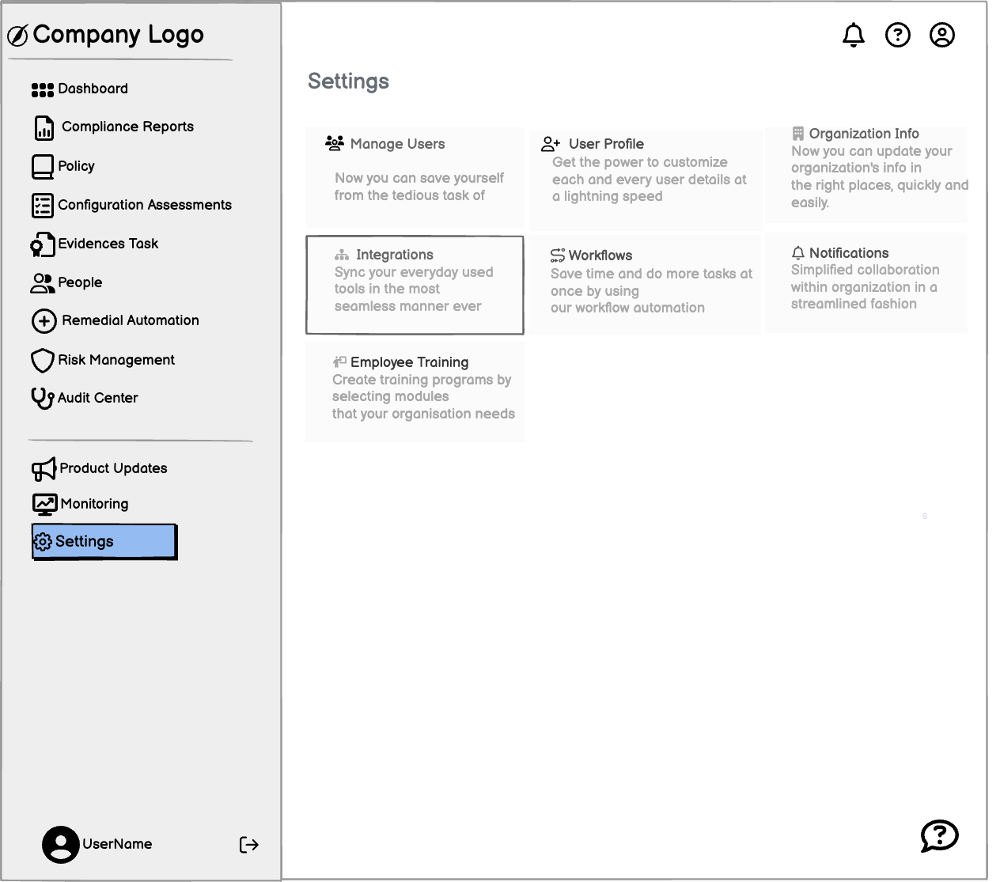 Company Logo
Dashboard
Compliance Reports
Policy
Configuration Assessments
Evidences Task
People
Remedial Automation
Risk Management
Audit Center
Product Updates
Monitoring
Settings
UserName
Settings
Manage Users
Now you can save yourself
from the tedious task of
User Profile
Get the power to customize
each and every user details at
a lightning speed
Organization Info
Now you can update your
organization's info in
the right places, quickly and
easily.
Integrations
Sync your everyday used
tools in the most
seamless manner ever
Workflows
Save time and do more tasks at
once by using
our workflow automation
Notifications
Simplified collaboration
within organization in a
streamlined fashion
Employee Training
Create training programs by
selecting modules
that your organisation needs
s